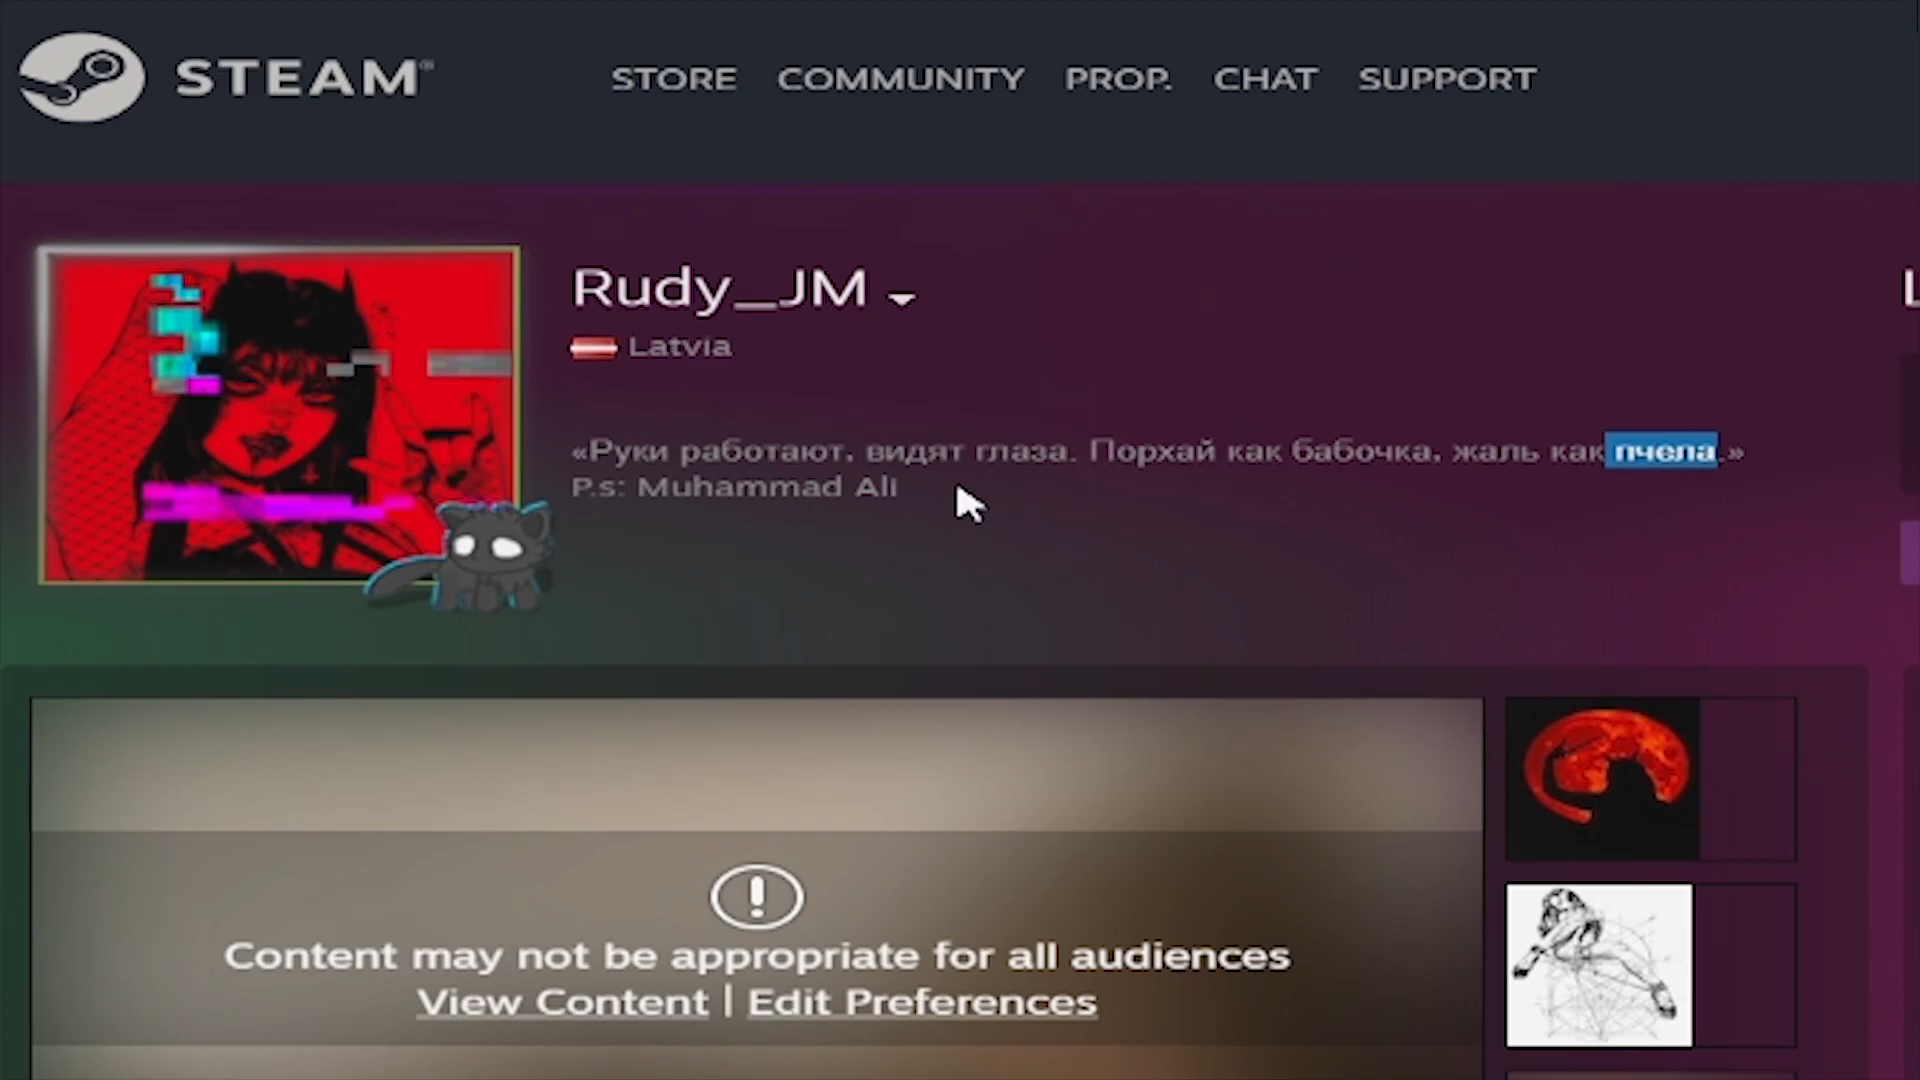 STEAM®
STORE COMMUNITY PROP. CHAT SUPPORT
Rudy_JM
Latvia
«Руки работают, видят глаза. Порхай как бабочка, жаль как пчела.»
P.s: Muhammad Ali
Content may not be appropriate for all audiences
View Content | Edit Preferences